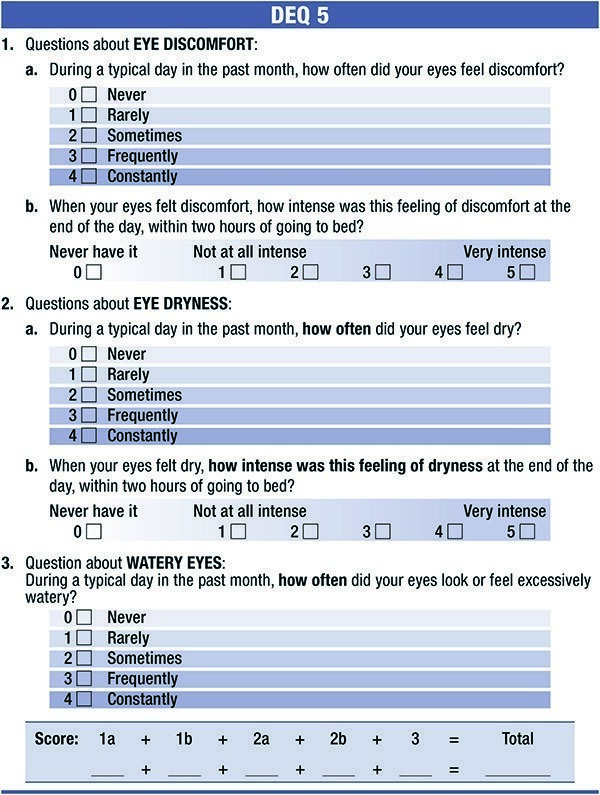 DEQ 5
1. Questions about EYE DISCOMFORT:
a. During a typical day in the past month, how often did your eyes feel discomfort?
0 Never
1 Rarely
2 Sometimes
3 Frequently
4 Constantly
b. When your eyes felt discomfort, how intense was this feeling of discomfort at the
end of the day, within two hours of going to bed?
Never have it Not at all intense Very intense
0 1 2 3 4 5
2. Questions about EYE DRYNESS:
a. During a typical day in the past month, how often did your eyes feel dry?
0 Never
1 Rarely
2 Sometimes
3 Frequently
4 Constantly
b. When your eyes felt dry, how intense was this feeling of dryness at the end of the
day, within two hours of going to bed?
Never have it Not at all intense Very intense
0 1 2 3 4 5
3. Question about WATERY EYES:
During a typical day in the past month, how often did your eyes look or feel excessively
watery?
0 Never
1 Rarely
2 Sometimes
3 Frequently
4 Constantly
Score: 1a + 1b + 2a + 2b + 3 = Total
___ + ___ + ___ + ___ + ___ = ______